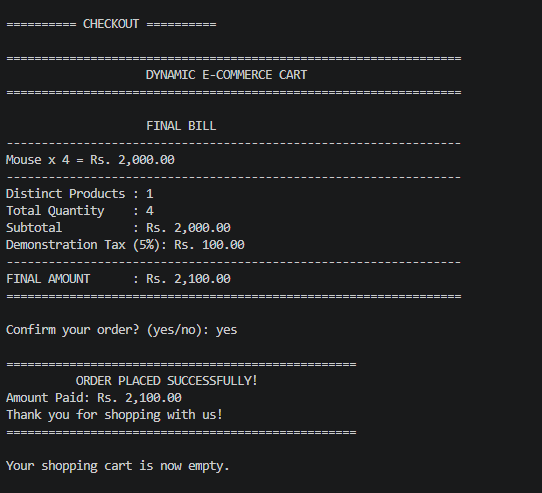 ========== CHECKOUT ==========
=================================================================
DYNAMIC E-COMMERCE CART
=================================================================
FINAL BILL
-----------------------------------------------------------------
Mouse x 4 = Rs. 2,000.00
-----------------------------------------------------------------
Distinct Products : 1
Total Quantity    : 4
Subtotal          : Rs. 2,000.00
Demonstration Tax (5%): Rs. 100.00
-----------------------------------------------------------------
FINAL AMOUNT      : Rs. 2,100.00
=================================================================
Confirm your order? (yes/no): yes
==================================================
ORDER PLACED SUCCESSFULLY!
Amount Paid: Rs. 2,100.00
Thank you for shopping with us!
==================================================
Your shopping cart is now empty.